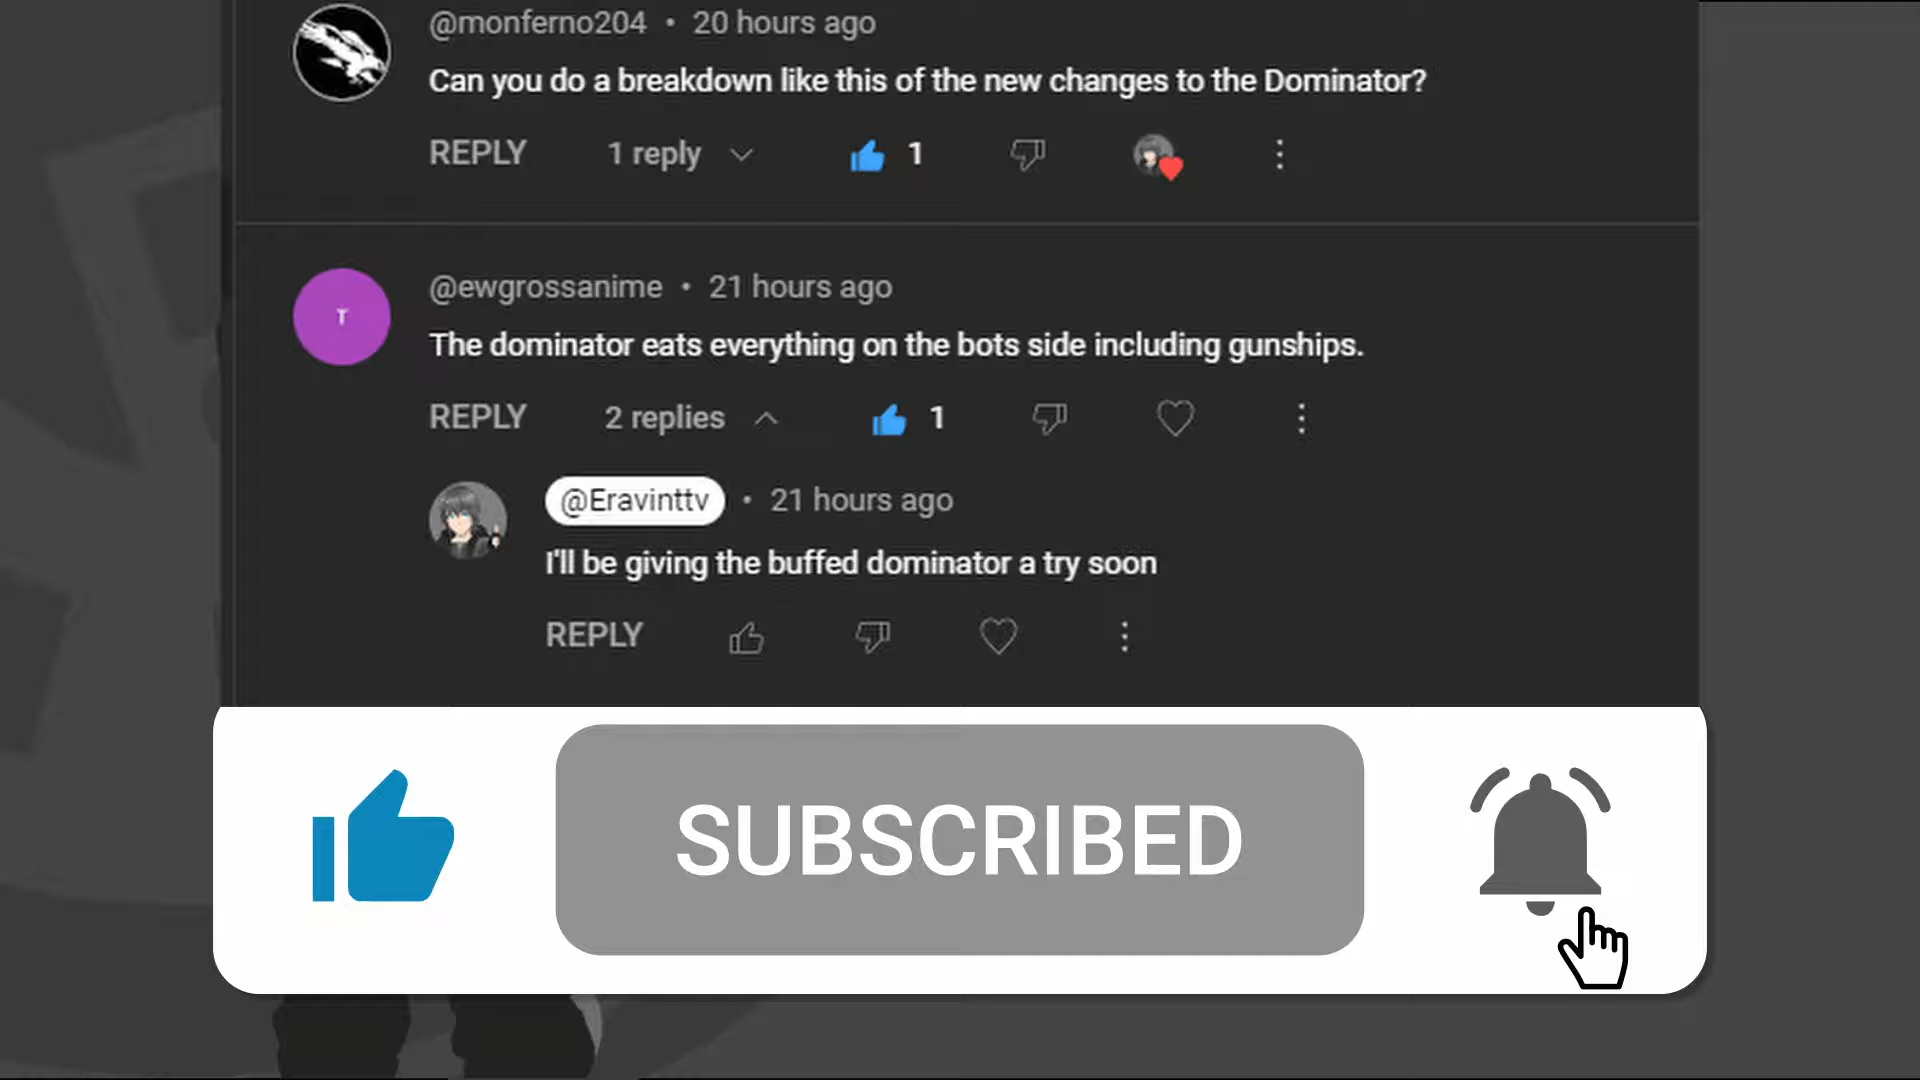 @monferno204 • 20 hours ago
Can you do a breakdown like this of the new changes to the Dominator?
REPLY 1 reply 1
T
@ewgrossanime • 21 hours ago
The dominator eats everything on the bots side including gunships.
REPLY 2 replies 1
@Eravinttv • 21 hours ago
I'll be giving the buffed dominator a try soon
REPLY
SUBSCRIBED